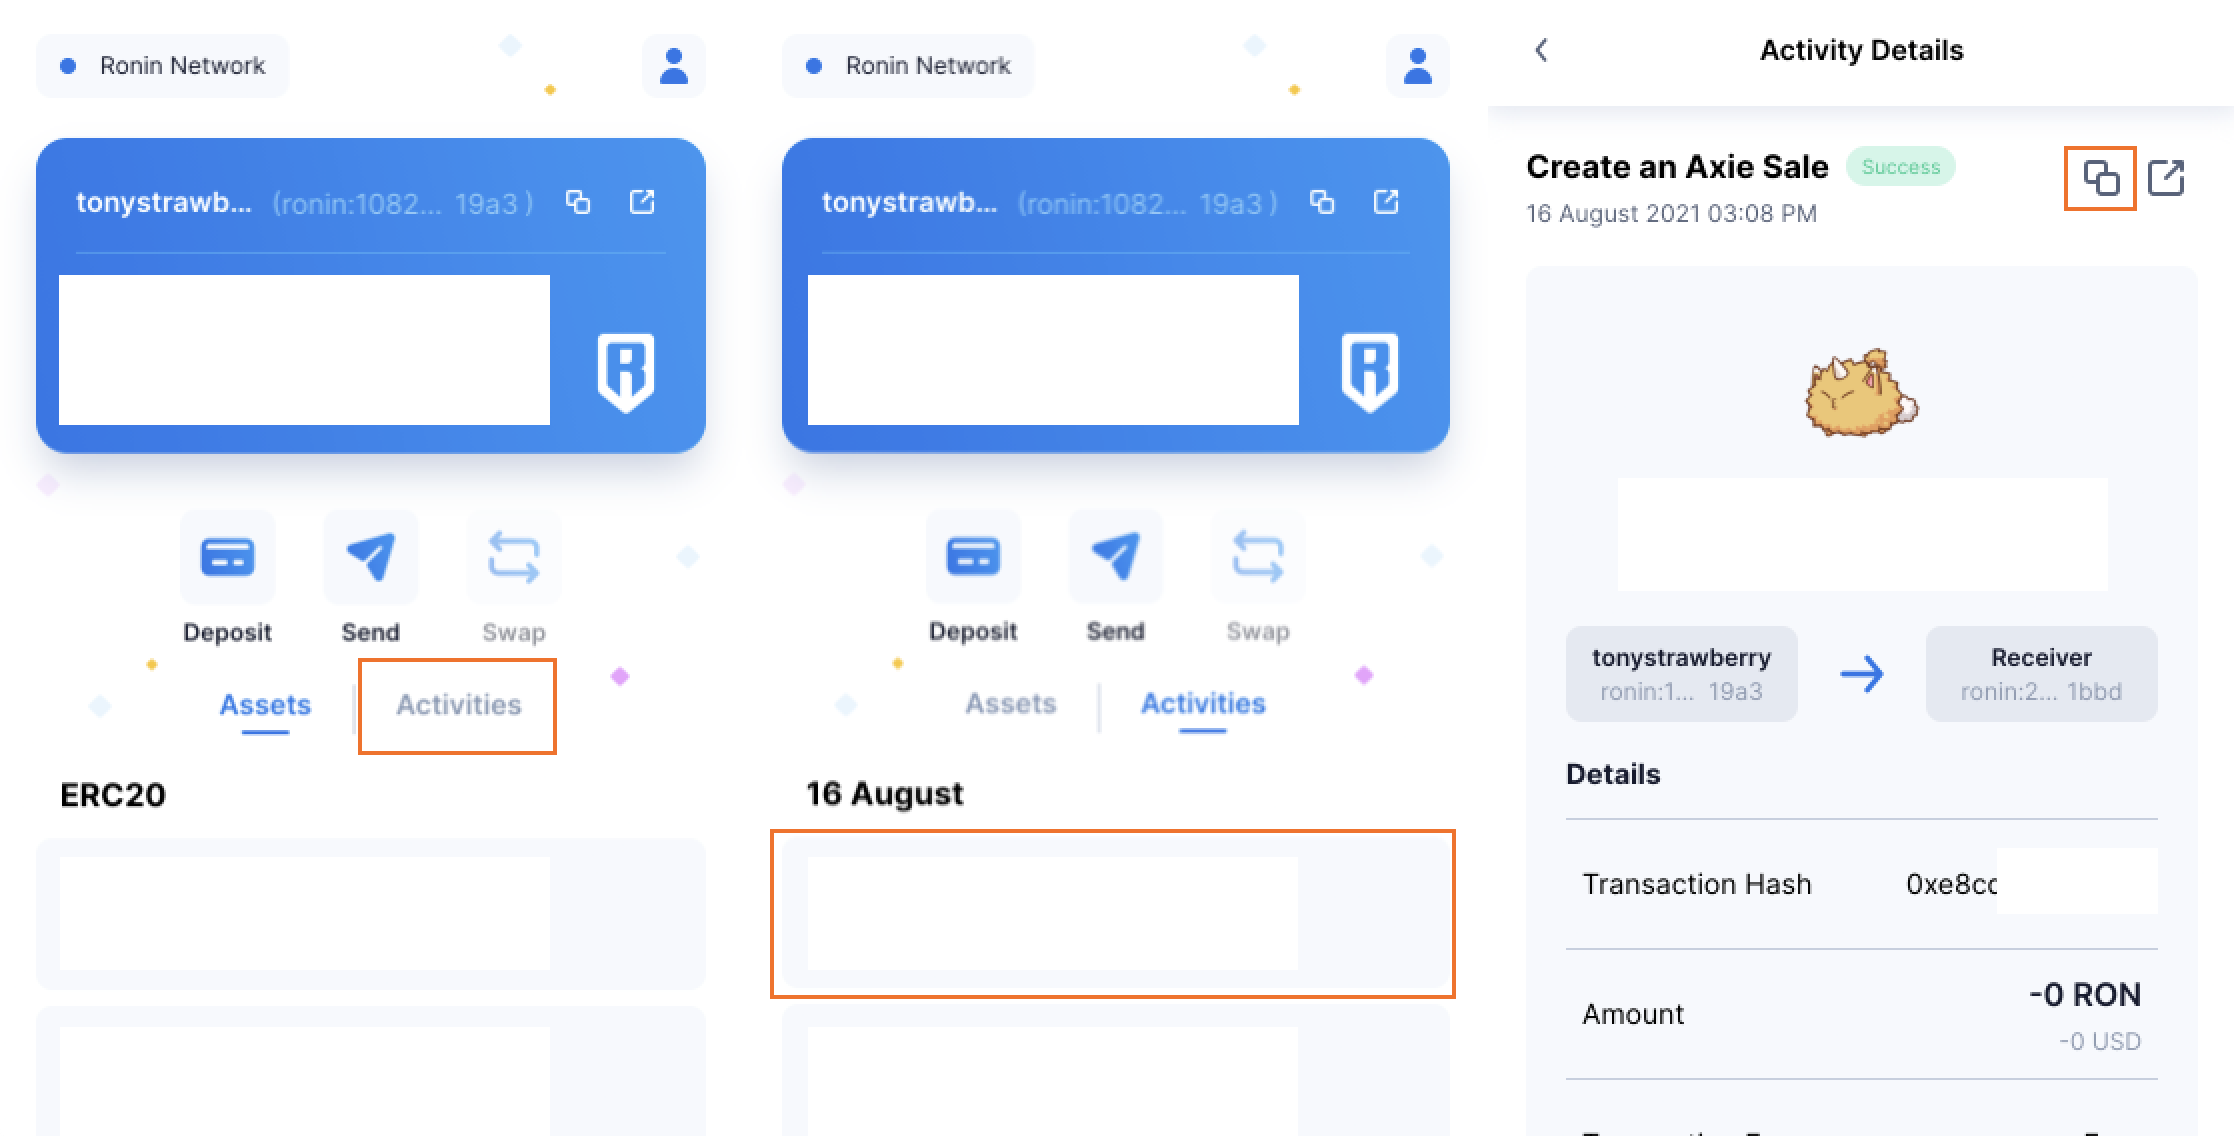 Ronin Network
tonystrawb... (ronin:1082... 19a3 )
Deposit
Send
Swap
Assets
Activities
ERC20
Ronin Network
tonystrawb... (ronin:1082... 19a3 )
Deposit
Send
Swap
Assets
Activities
16 August
Activity Details
Create an Axie Sale
Success
16 August 2021 03:08 PM
tonystrawberry
ronin:1... 19a3
Receiver
ronin:2... 1bbd
Details
Transaction Hash
0xe8cc
Amount
-0 RON
-0 USD